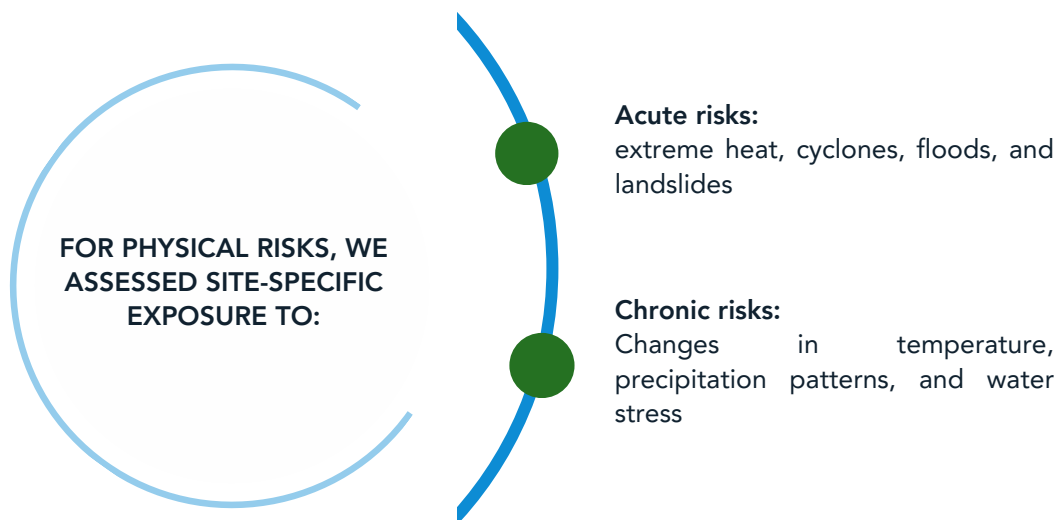 FOR PHYSICAL RISKS, WE
ASSESSED SITE-SPECIFIC
EXPOSURE TO:
Acute risks:
extreme heat, cyclones, floods, and
landslides
Chronic risks:
Changes in temperature,
precipitation patterns, and water
stress